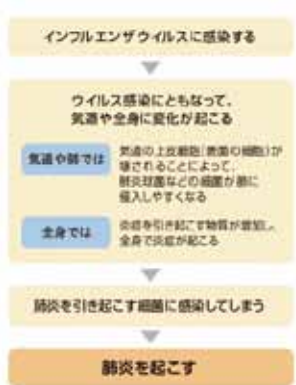 インフルエンザウイルスに感染する
ウイルス感染にともなって、
気道や全身に変化が起こる
気道や肺では
気道の上皮細胞(表面の細胞)が
壊されることによって、
肺炎球菌などの細菌が肺に
侵入しやすくなる
全身では
炎症を引き起こす物質が増加し、
全身で炎症が起こる
肺炎を引き起こす細菌に感染してしまう
肺炎を起こす